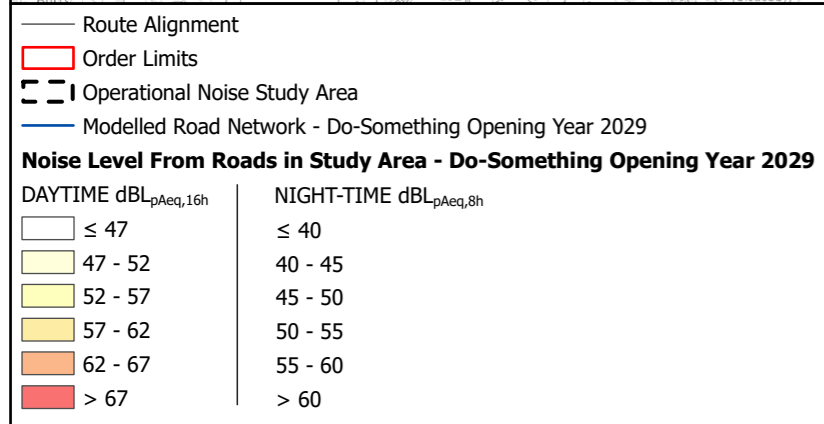 Route Alignment
Order Limits
Operational Noise Study Area
Modelled Road Network - Do-Something Opening Year 2029
Noise Level From Roads in Study Area - Do-Something Opening Year 2029
DAYTIME dBLpAeq,16h NIGHT-TIME dBLpAeq,8h
≤ 47 ≤ 40
47 - 52 40 - 45
52 - 57 45 - 50
57 - 62 50 - 55
62 - 67 55 - 60
> 67 > 60